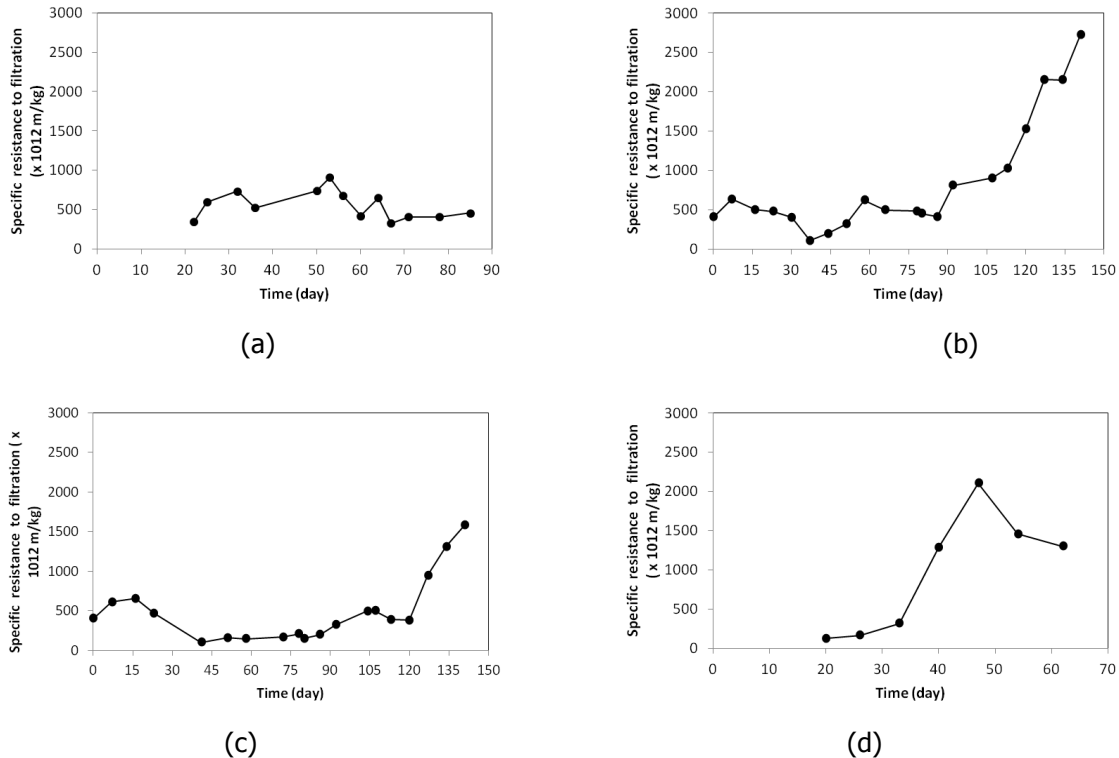 3000
2500
2000
1500
1000
500
0
0 10 20 30 40 50 60 70 80 90
Specific resistance to filtration
(x 1012 m/kg)
Time (day)
(a)
3000
2500
2000
1500
1000
500
0
0 15 30 45 60 75 90 105 120 135 150
Specific resistance to filtration
( x 1012 m/kg)
Time (day)
(b)
3000
2500
2000
1500
1000
500
0
0 15 30 45 60 75 90 105 120 135 150
Specific resistance to filtration ( x
1012 m/kg)
Time (day)
(c)
3000
2500
2000
1500
1000
500
0
0 10 20 30 40 50 60 70
Specific resistance to filtration
( x 1012 m/kg)
Time (day)
(d)